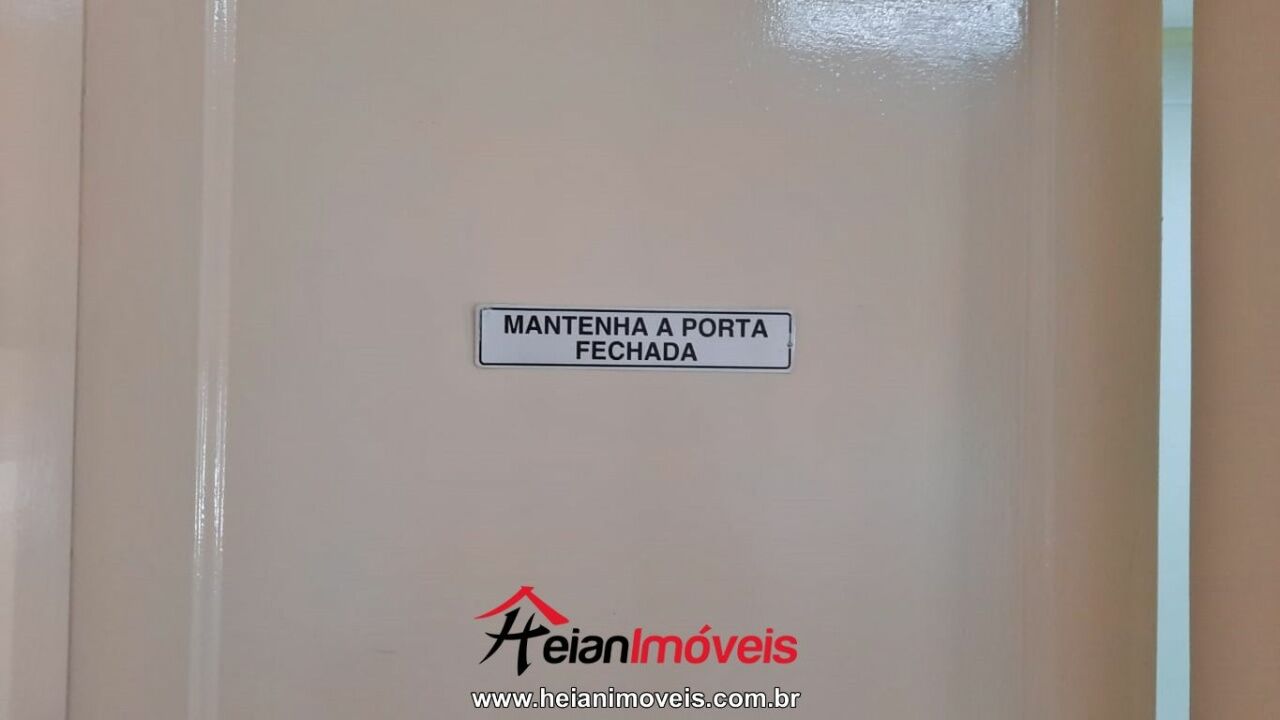 MANTENHA A PORTA
FECHADA
HeianImóveis
www.heianimoveis.com.br